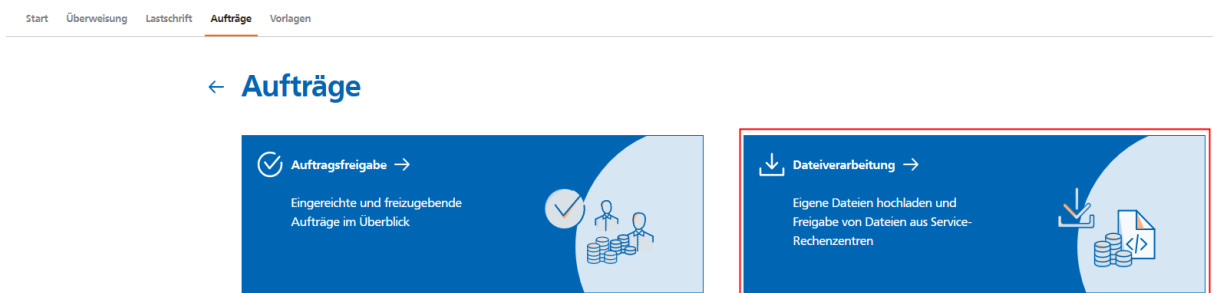 Start Überweisung Lastschrift Aufträge Vorlagen
← Aufträge
Auftragsfreigabe →
Eingereichte und freizugebende
Aufträge im Überblick
Dateiverarbeitung →
Eigene Dateien hochladen und
Freigabe von Dateien aus Service-
Rechenzentren
</>